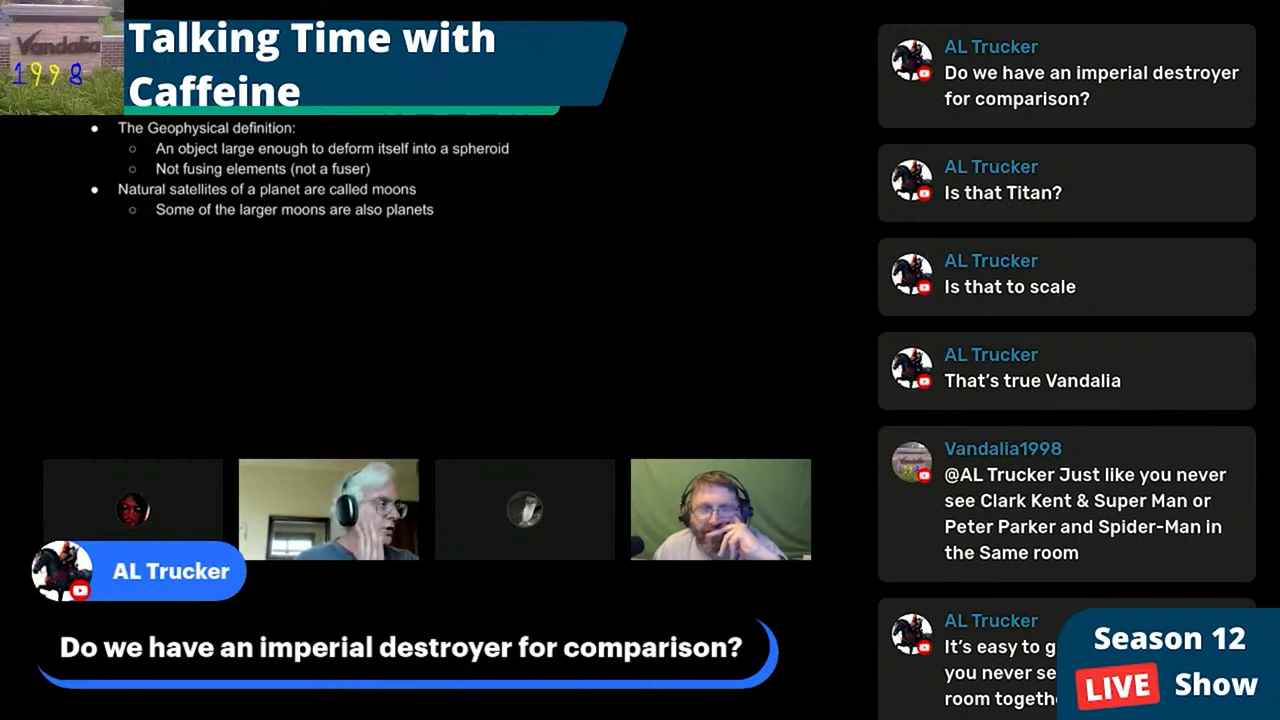 Vandalia
1998
Talking Time with
Caffeine
The Geophysical definition:
An object large enough to deform itself into a spheroid
Not fusing elements (not a fuser)
Natural satellites of a planet are called moons
Some of the larger moons are also planets
AL Trucker
Do we have an imperial destroyer for comparison?
AL Trucker
Do we have an imperial destroyer
for comparison?
AL Trucker
Is that Titan?
AL Trucker
Is that to scale
AL Trucker
That's true Vandalia
Vandalia1998
@AL Trucker Just like you never
see Clark Kent & Super Man or
Peter Parker and Spider-Man in
the Same room
AL Trucker
It's easy to
you never
room
Season 12
LIVE Show